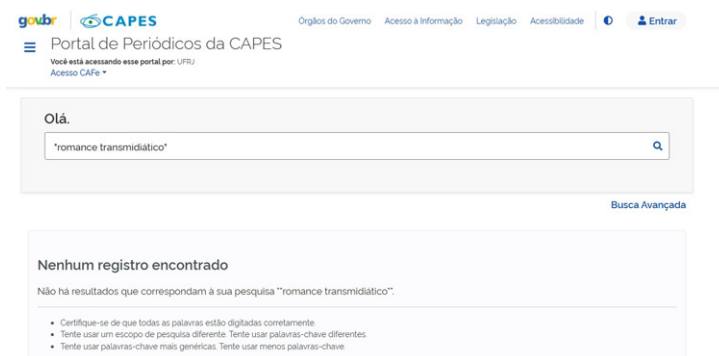 gov.br CAPES Órgãos do Governo Acesso à Informação Legislação Acessibilidade Entrar
Portal de Periódicos da CAPES
Você está acessando esse portal por: UFRJ
Acesso CAFe
Olá.
"romance transmidiático"
Busca Avançada
Nenhum registro encontrado
Não há resultados que correspondam à sua pesquisa ""romance transmidiático"".
Certifique-se de que todas as palavras estão digitadas corretamente.
Tente usar um escopo de pesquisa diferente. Tente usar palavras-chave diferentes.
Tente usar palavras-chave mais genéricas. Tente usar menos palavras-chave.